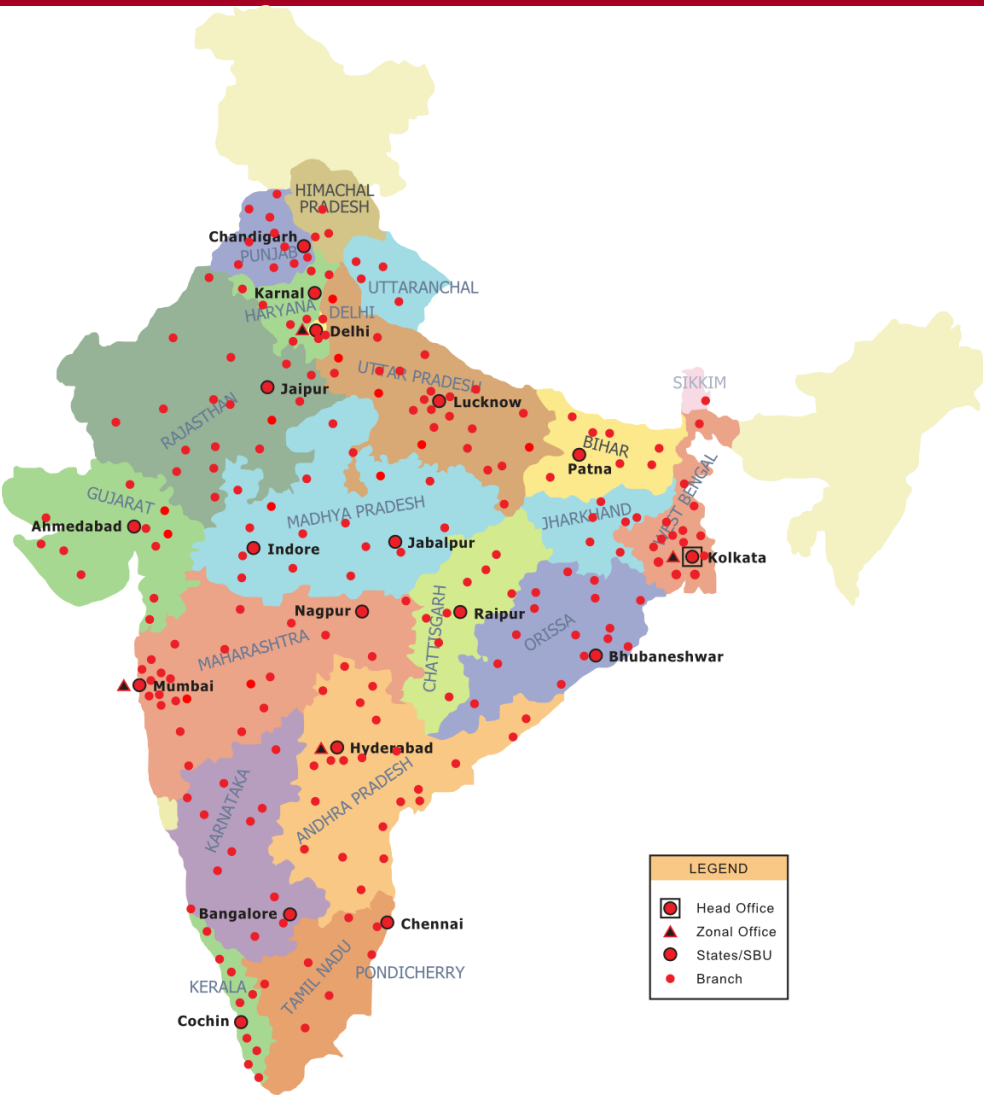 HIMACHAL
PRADESH
Chandigarh
PUNJAB
UTTARANCHAL
Karnal
HARYANA
DELHI
Delhi
UTTAR PRADESH
SIKKIM
Jaipur
Lucknow
RAJASTHAN
BIHAR
Patna
WEST BENGAL
GUJARAT
MADHYA PRADESH
JHARKHAND
Ahmedabad
Indore
Jabalpur
Kolkata
Nagpur
Raipur
CHATTISGARH
ORISSA
MAHARASHTRA
Bhubaneshwar
Mumbai
Hyderabad
ANDHRA PRADESH
KARNATAKA
LEGEND
Head Office
Zonal Office
States/SBU
Branch
Bangalore
Chennai
TAMIL NADU
PONDICHERRY
KERALA
Cochin